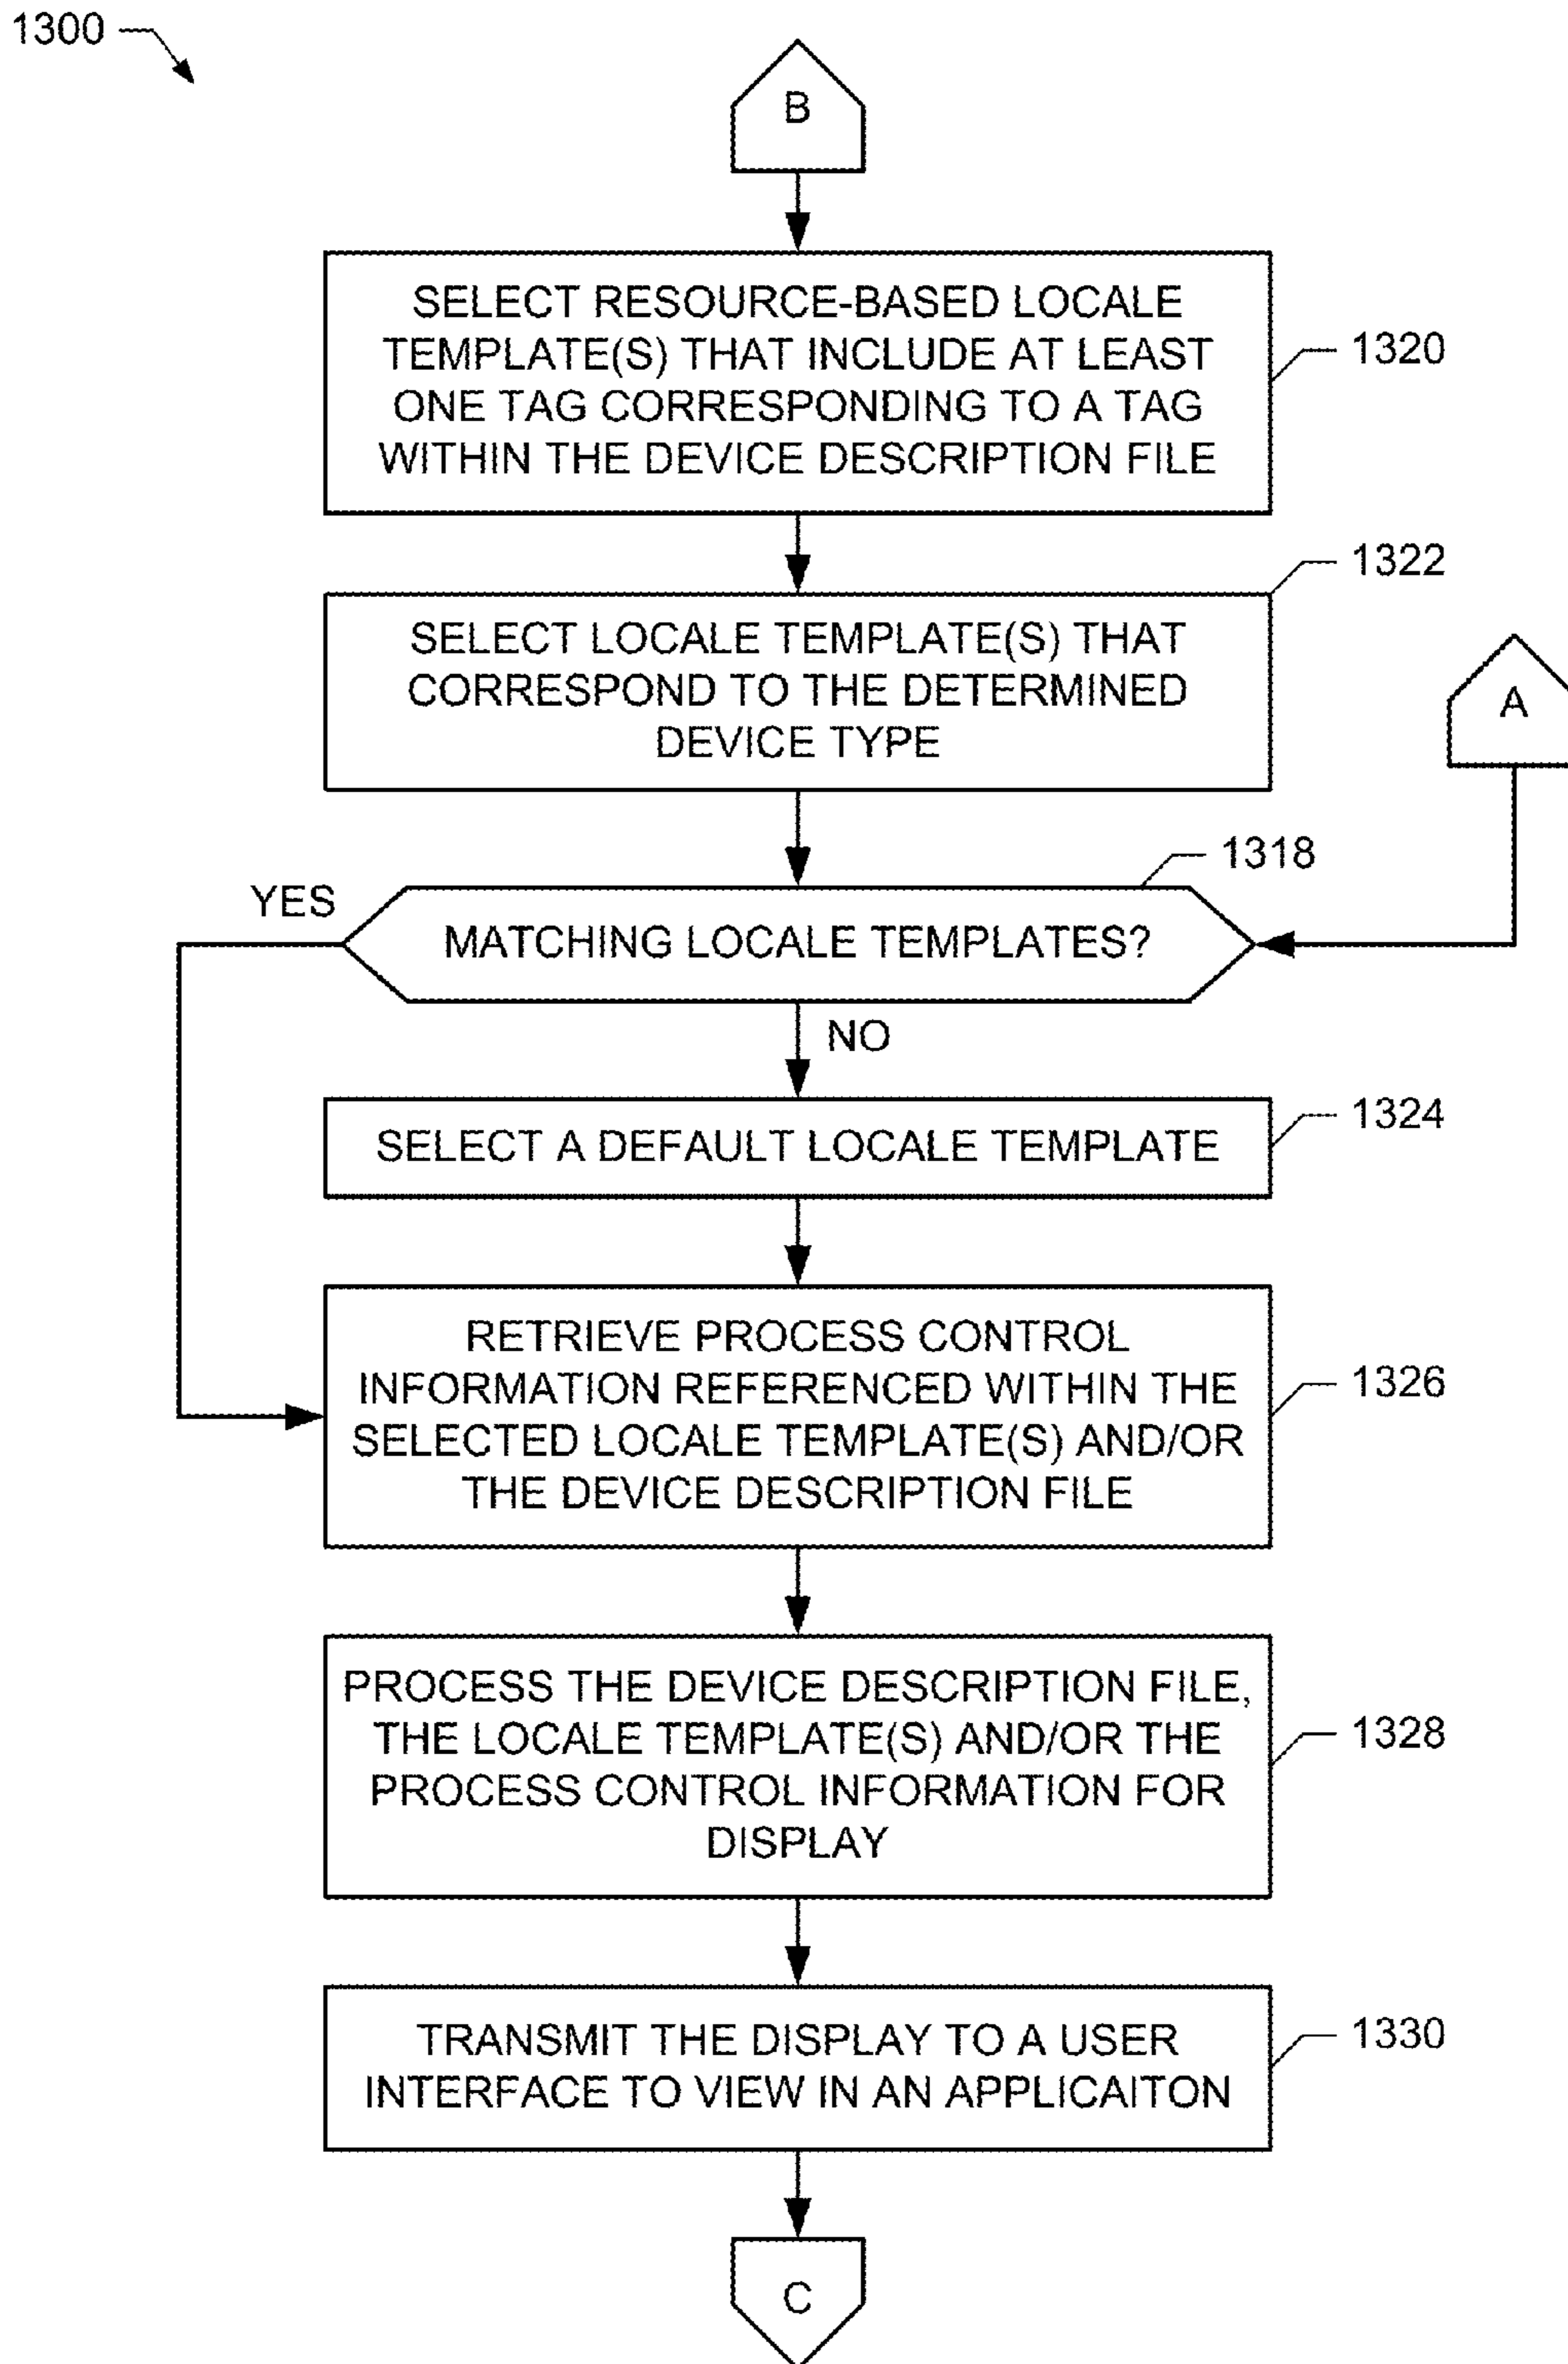 1300
B
SELECT RESOURCE-BASED LOCALE
TEMPLATE(S) THAT INCLUDE AT LEAST
ONE TAG CORRESPONDING TO A TAG
WITHIN THE DEVICE DESCRIPTION FILE
1320
1322
SELECT LOCALE TEMPLATE(S) THAT
CORRESPOND TO THE DETERMINED
DEVICE TYPE
A
1318
YES
MATCHING LOCALE TEMPLATES?
NO
SELECT A DEFAULT LOCALE TEMPLATE
1324
RETRIEVE PROCESS CONTROL
INFORMATION REFERENCED WITHIN THE
SELECTED LOCALE TEMPLATE(S) AND/OR
THE DEVICE DESCRIPTION FILE
1326
PROCESS THE DEVICE DESCRIPTION FILE,
THE LOCALE TEMPLATE(S) AND/OR THE
PROCESS CONTROL INFORMATION FOR
DISPLAY
1328
TRANSMIT THE DISPLAY TO A USER
INTERFACE TO VIEW IN AN APPLICAITON
1330
C